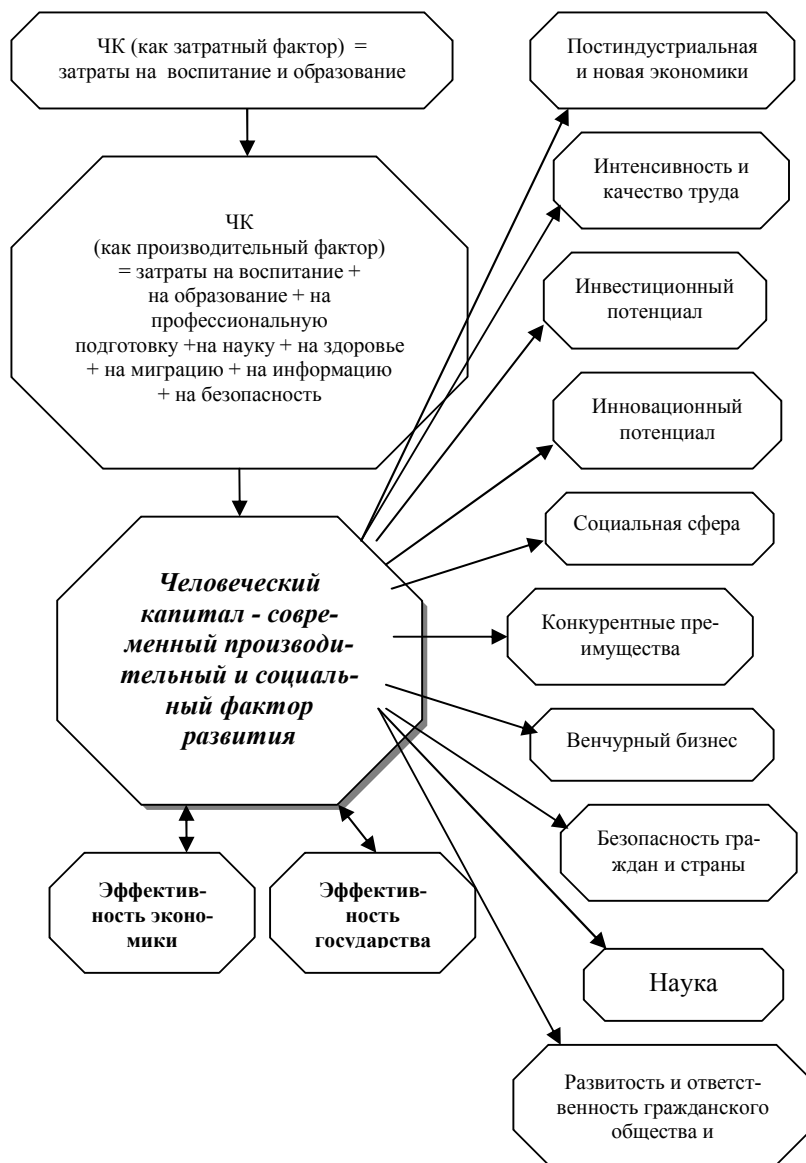 ЧК (как затратный фактор) =
затраты на воспитание и образование
ЧК
(как производительный фактор)
= затраты на воспитание +
на образование + на
профессиональную
подготовку +на науку + на здоровье
+ на миграцию + на информацию
+ на безопасность
Человеческий
капитал - совре-
менный производи-
тельный и социаль-
ный фактор
развития
Эффектив-
ность эконо-
мики
Эффектив-
ность
государства
Постиндустриальная
и новая экономики
Интенсивность и
качество труда
Инвестиционный
потенциал
Инновационный
потенциал
Социальная сфера
Конкурентные пре-
имущества
Венчурный бизнес
Безопасность гра-
ждан и страны
Наука
Развитость и ответст-
венность гражданского
общества и